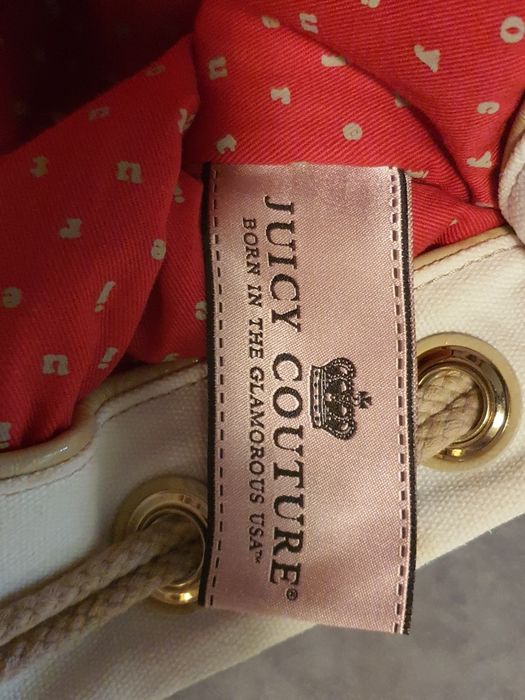 JUICY COUTURE®
BORN IN THE GLAMOROUS USA™